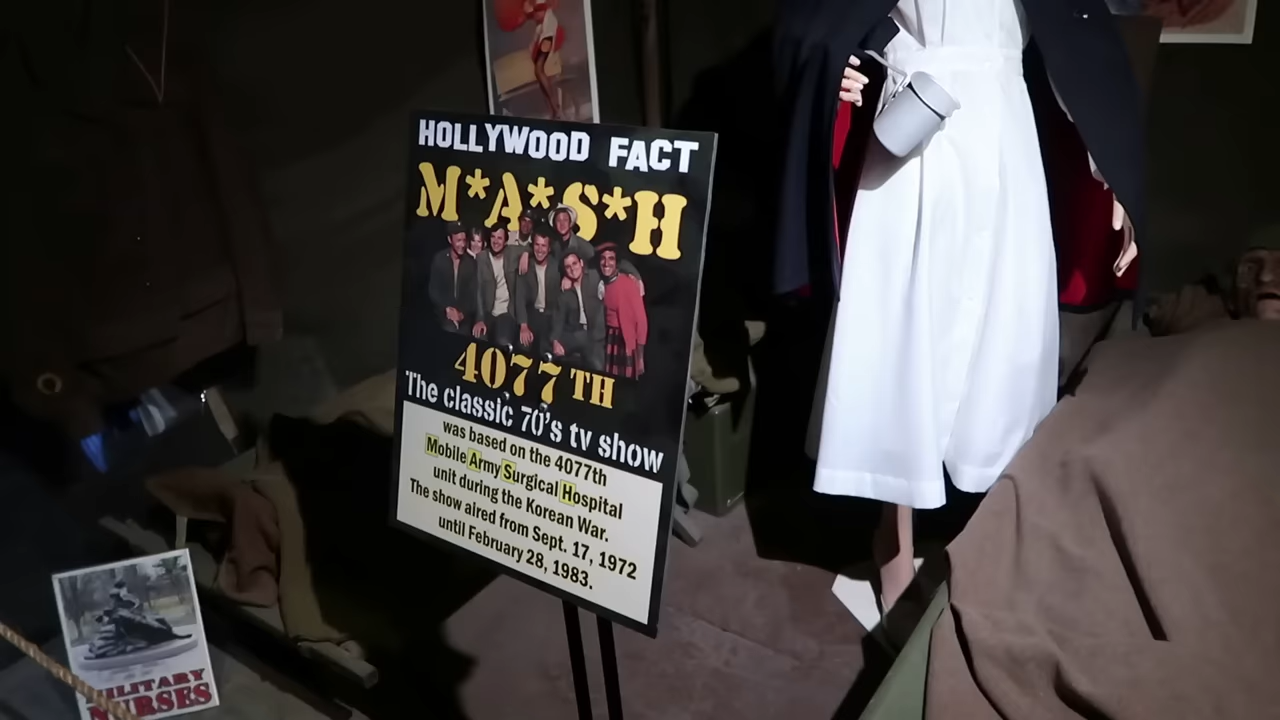 HOLLYWOOD FACT
M*A*S*H
4077TH
The classic 70's tv show
was based on the 4077th
Mobile Army Surgical Hospital
unit during the Korean War.
The show aired from Sept. 17, 1972
until February 28, 1983.
MILITARY
NURSES